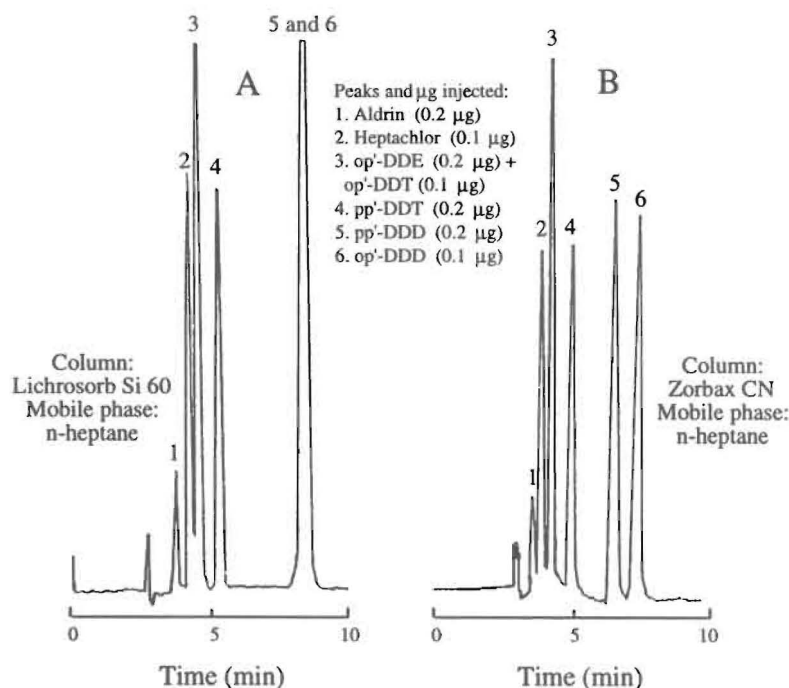 3
5 and 6
A
2
4
1
Column:
Lichrosorb Si 60
Mobile phase:
n-heptane
0 5 10
Time (min)
Peaks and µg injected:
1. Aldrin (0.2 µg)
2. Heptachlor (0.1 µg)
3. op'-DDE (0.2 µg) +
op'-DDT (0.1 µg)
4. pp'-DDT (0.2 µg)
5. pp'-DDD (0.2 µg)
6. op'-DDD (0.1 µg)
3
B
5
6
2
4
1
Column:
Zorbax CN
Mobile phase:
n-heptane
0 5 10
Time (min)